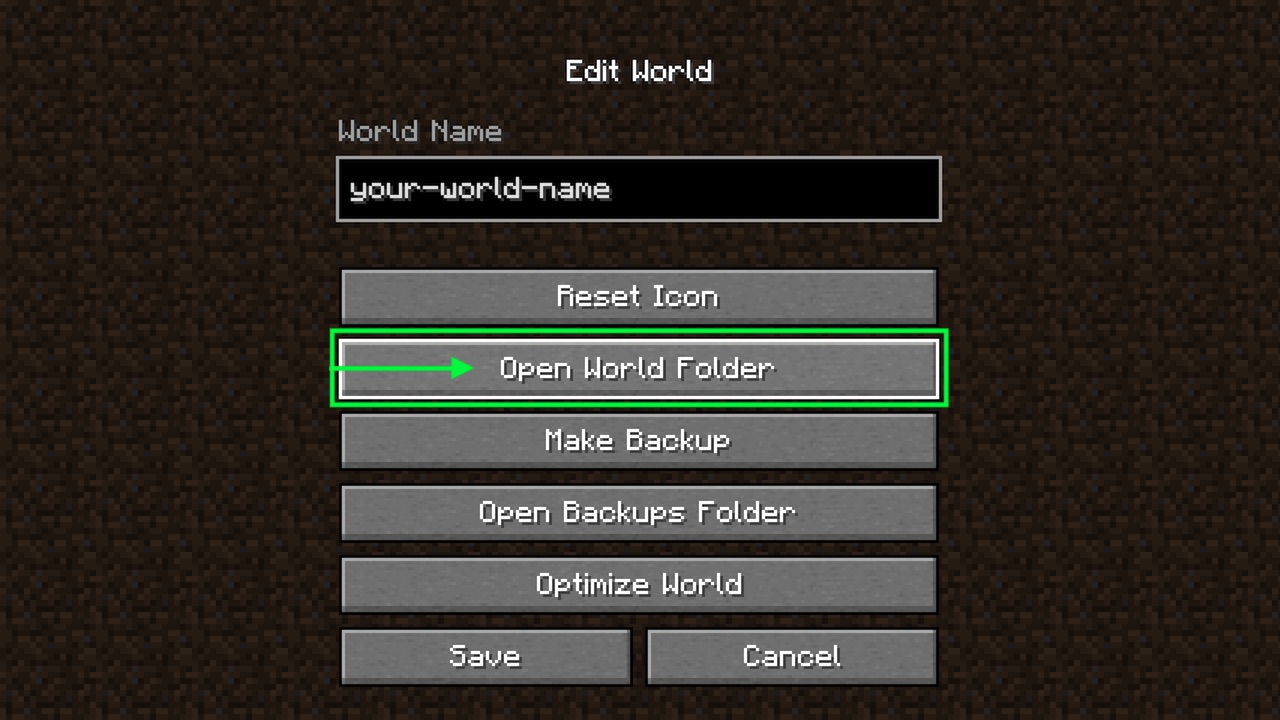 Edit World
World Name
your-world-name
Reset Icon
Open World Folder
Make Backup
Open Backups Folder
Optimize World
Save
Cancel